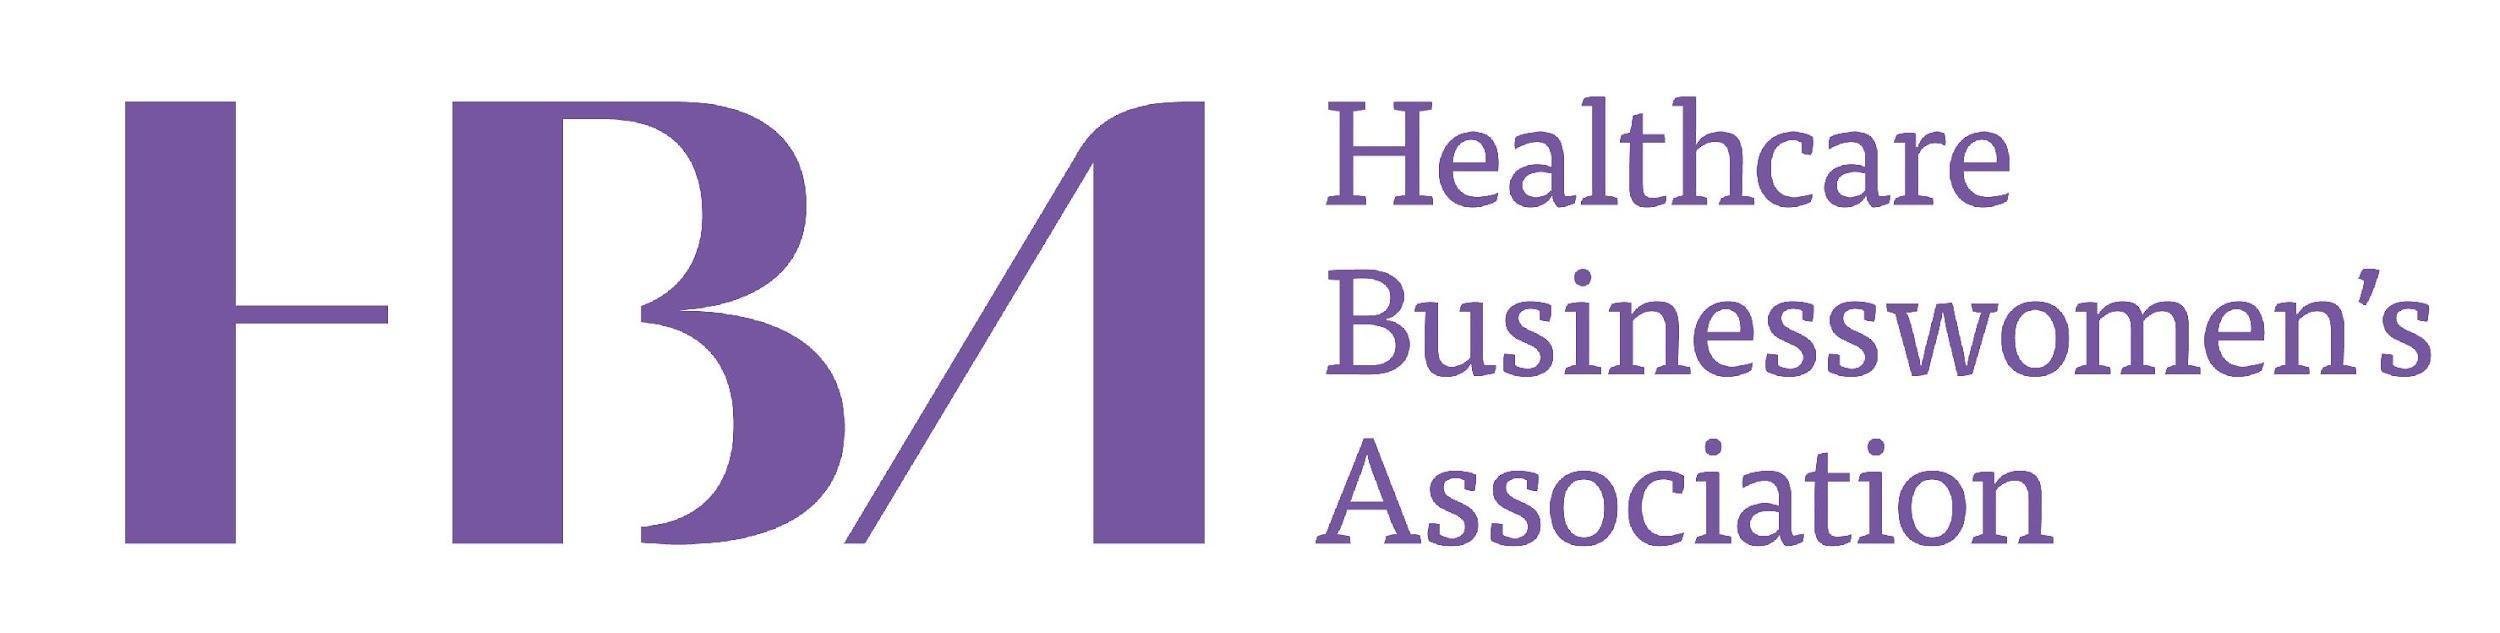 HBA
Healthcare
Businesswomen’s
Association